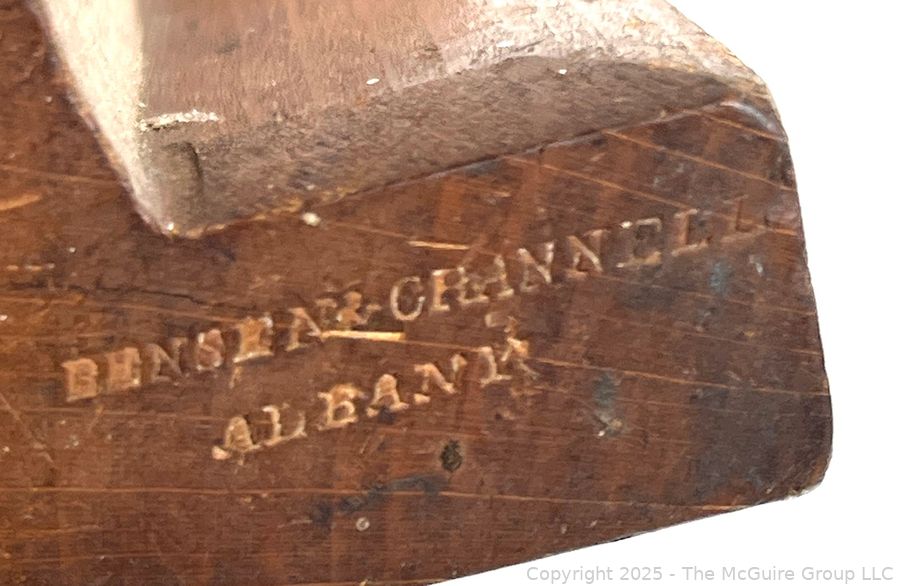 BENSEN & CRANNELL
ALBANY
Copyright 2025 - The McGuire Group LLC